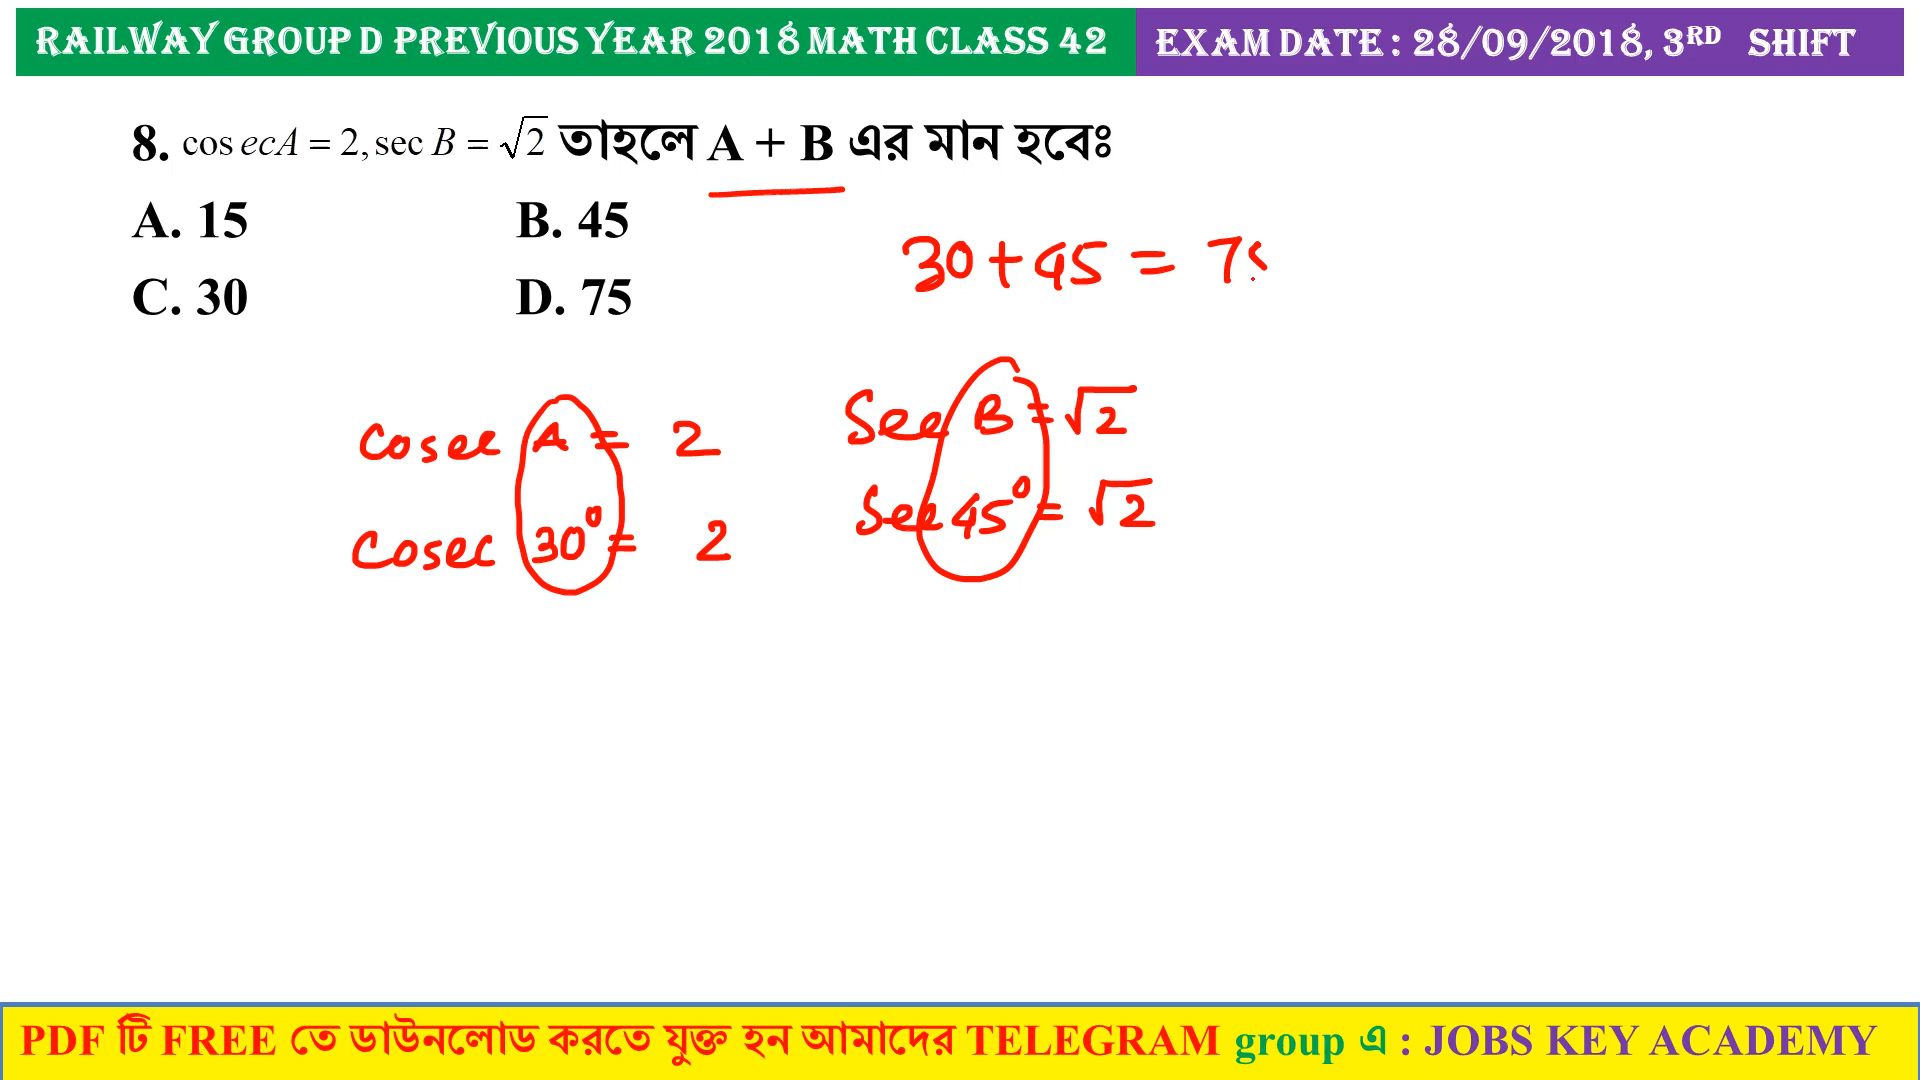 RAILWAY GROUP D PREVIOUS YEAR 2018 MATH CLASS 42
EXAM DATE : 28/09/2018, 3RD SHIFT
8. cosecA = 2, sec B = √2 তাহলে A + B এর মান হবেঃ
A. 15 B. 45
C. 30 D. 75
30 + 45 = 75
Cosec A = 2
Cosec 30° = 2
Sec B = √2
Sec 45° = √2
PDF টি FREE তে ডাউনলোড করতে যুক্ত হন আমাদের TELEGRAM group এ : JOBS KEY ACADEMY